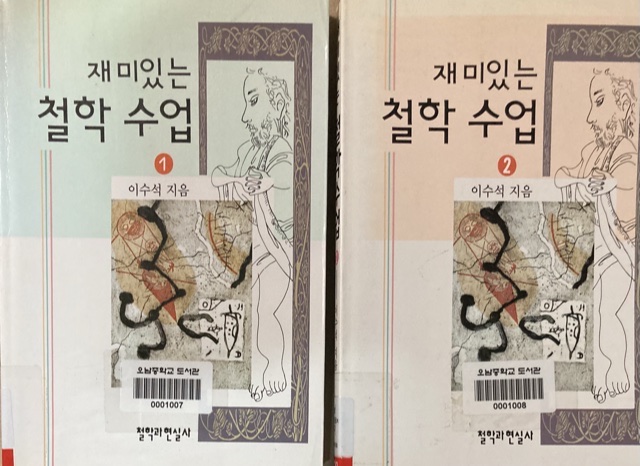 재미있는
철학 수업
1
이수석 지음
오남중학교 도서관
0001007
철학과현실사
재미있는
철학 수업
2
이수석 지음
오남중학교 도서관
0001008
철학과현실사